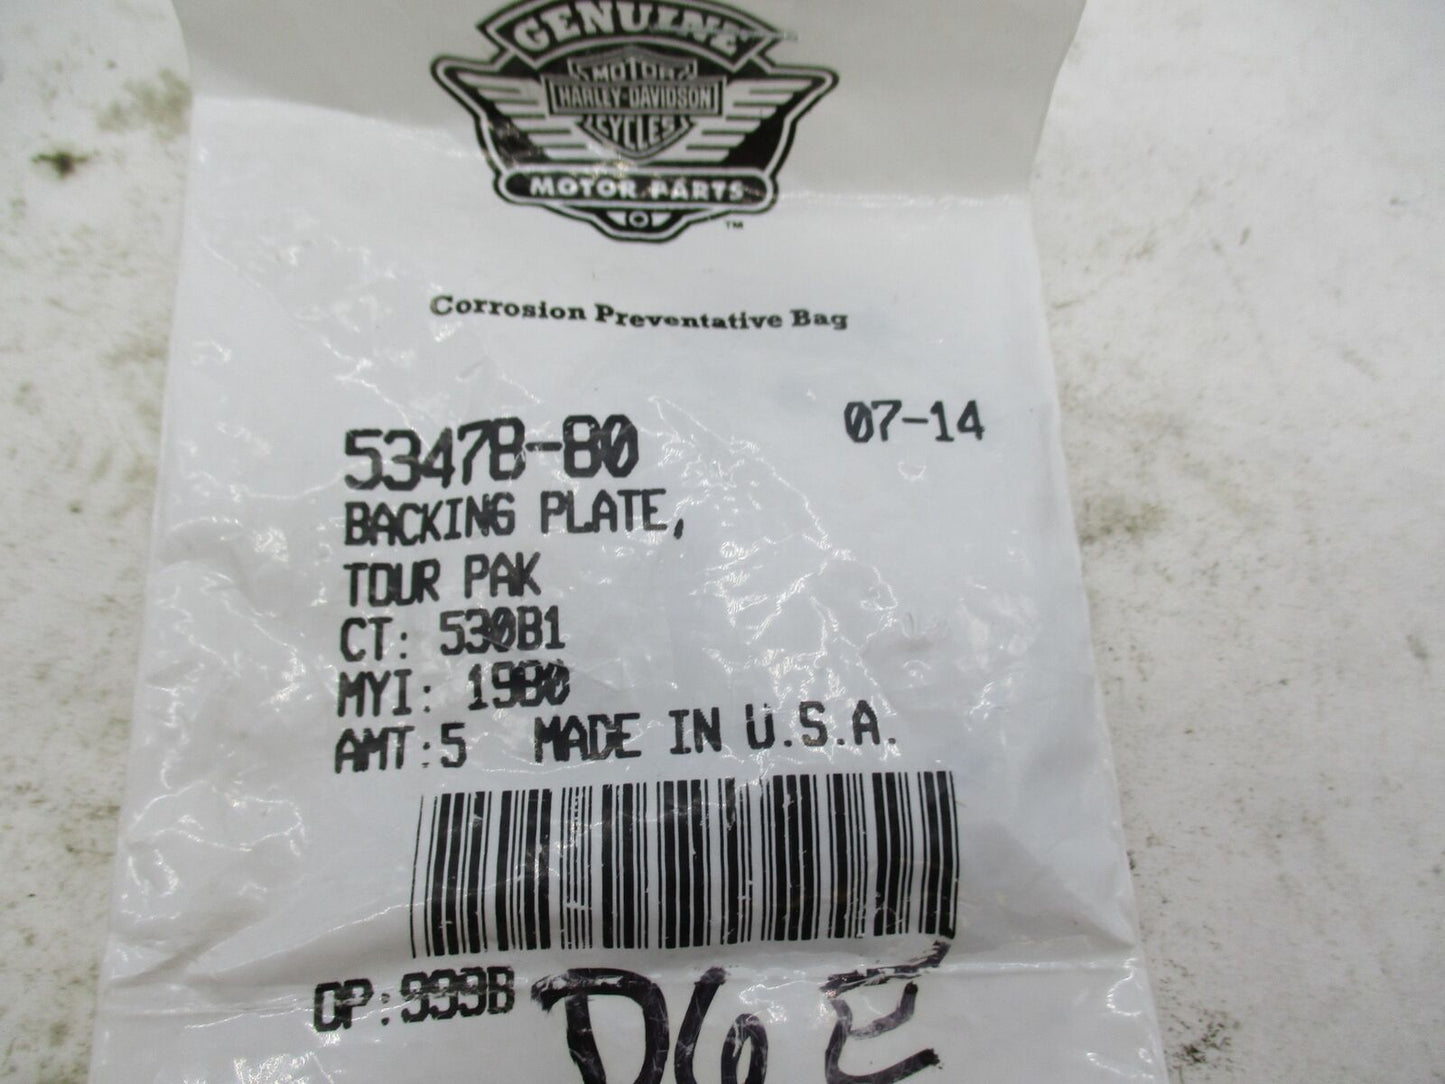 GENUINE
MOTOR
HARLEY-DAVIDSON
CYCLES
MOTOR PARTS
™
Corrosion Preventative Bag
07-14
53478-80
BACKING PLATE,
TOUR PAK
CT: 530B1
MYI: 1980
AMT:5 MADE IN U.S.A.
OP:999B
D6E